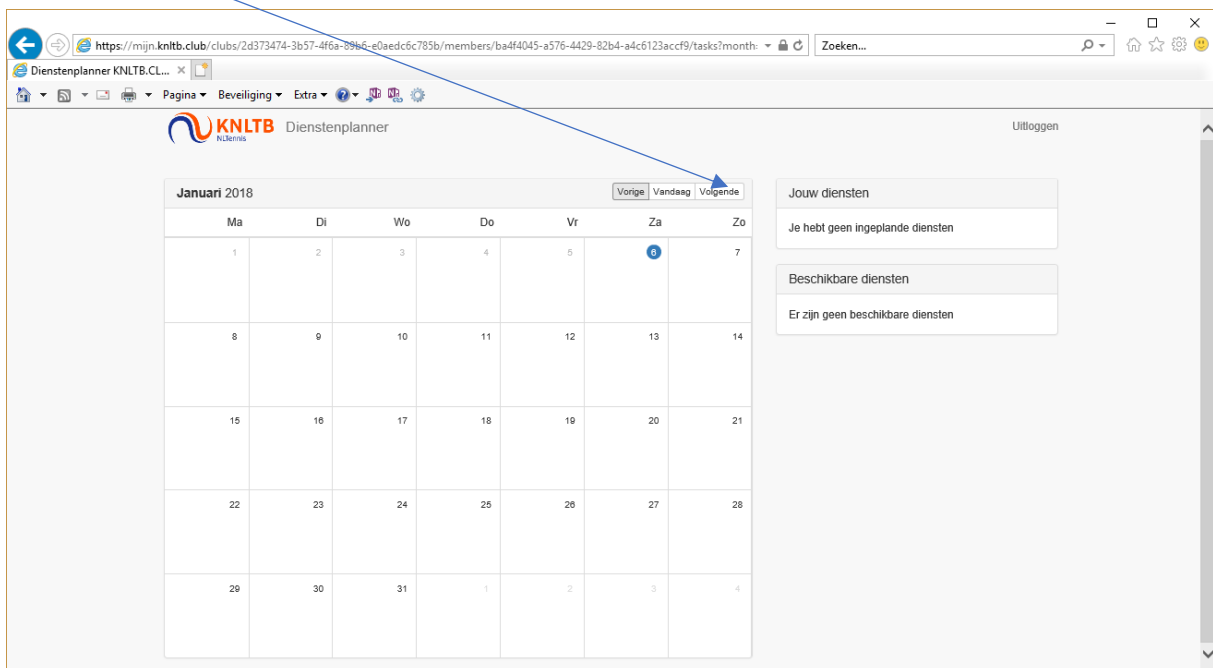 https://mijn.knltb.club/clubs/2d373474-3b57-4f6a-89b6-e0aedc6c785b/members/ba4f4045-a576-4429-82b4-a4c6123accf9/tasks?month: Zoeken...
Dienstenplanner KNLTB.CL...
Pagina Beveiliging Extra
KNLTB Dienstenplanner Uitloggen
NLTennis
Januari 2018 Vorige Vandaag Volgende
Ma Di Wo Do Vr Za Zo
1 2 3 4 5 6 7
8 9 10 11 12 13 14
15 16 17 18 19 20 21
22 23 24 25 26 27 28
29 30 31 1 2 3 4
Jouw diensten
Je hebt geen ingeplande diensten
Beschikbare diensten
Er zijn geen beschikbare diensten